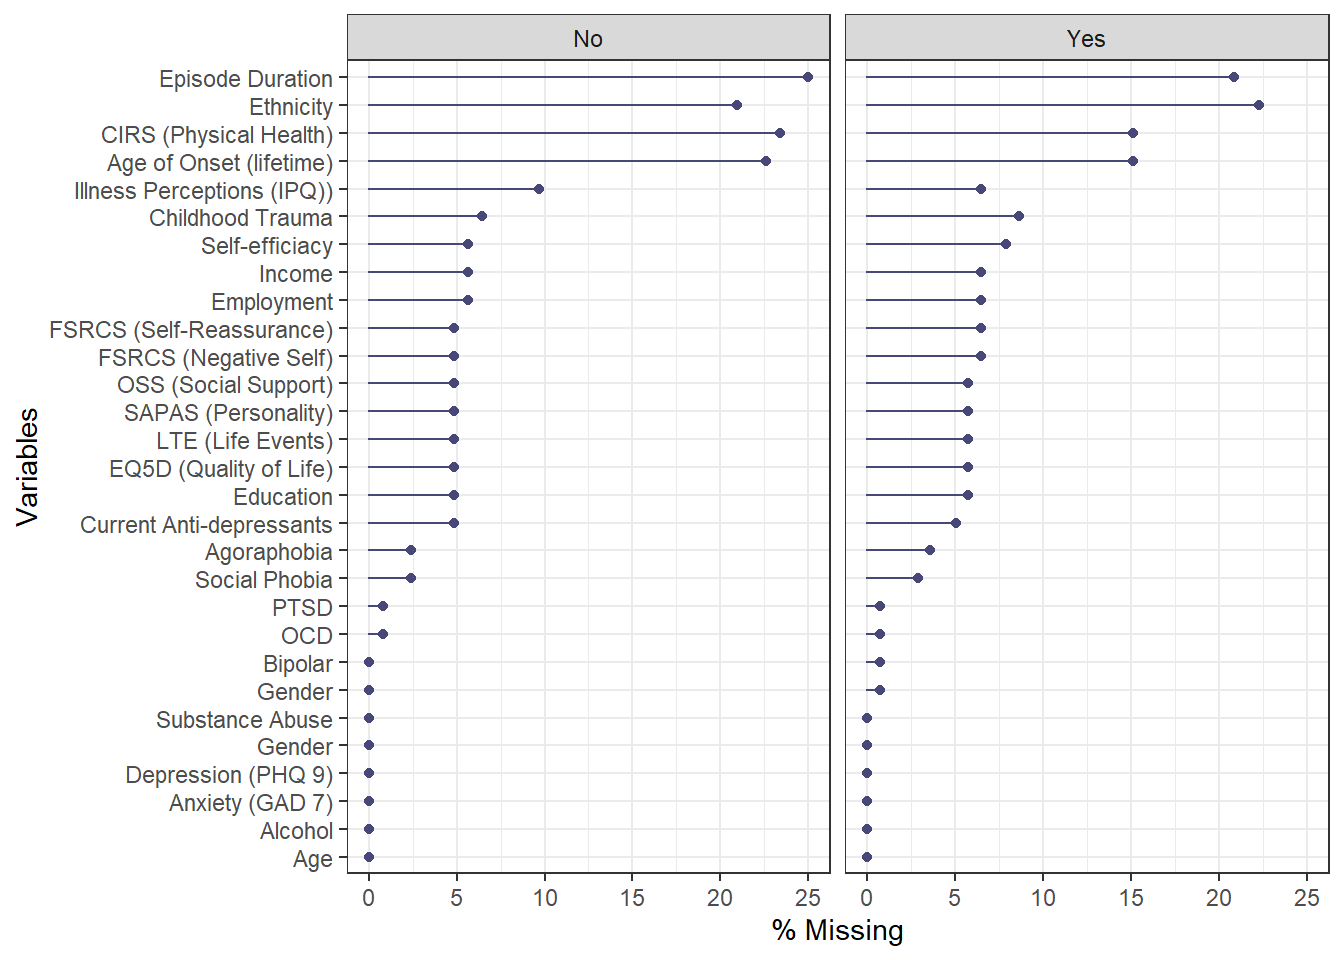 No
Yes
Episode Duration
Ethnicity
CIRS (Physical Health)
Age of Onset (lifetime)
Illness Perceptions (IPQ))
Childhood Trauma
Self-efficiacy
Income
Employment
FSRCS (Self-Reassurance)
FSRCS (Negative Self)
OSS (Social Support)
SAPAS (Personality)
LTE (Life Events)
EQ5D (Quality of Life)
Education
Current Anti-depressants
Agoraphobia
Social Phobia
PTSD
OCD
Bipolar
Gender
Substance Abuse
Gender
Depression (PHQ 9)
Anxiety (GAD 7)
Alcohol
Age
Variables
0 5 10 15 20 25
0 5 10 15 20 25
% Missing